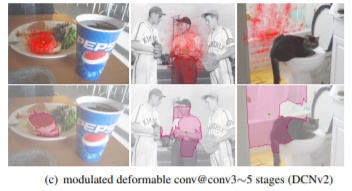 PEPSI
PEPSI
(c) modulated deformable conv@conv3~5 stages (DCNv2)